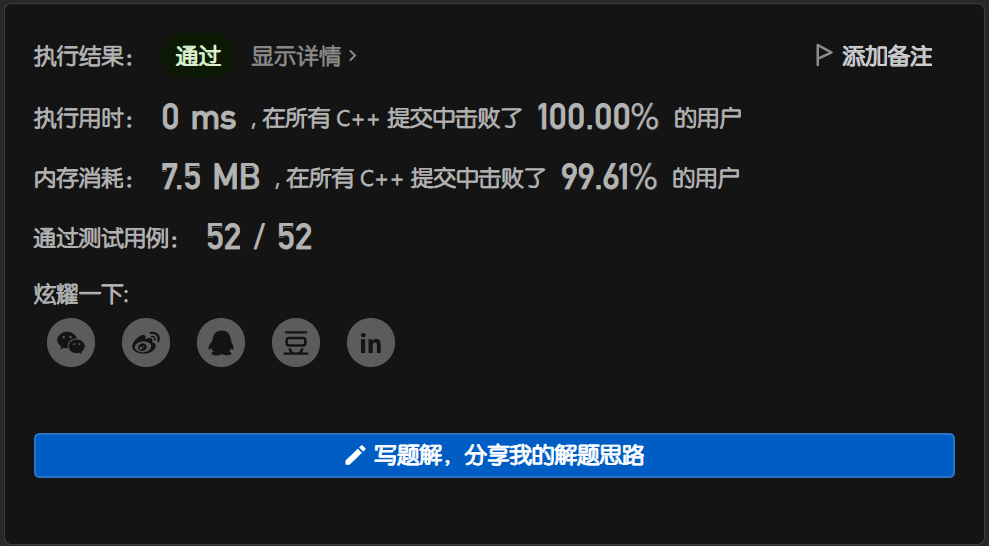 执行结果： 通过 显示详情 > 添加备注
执行用时： 0 ms , 在所有 C++ 提交中击败了 100.00% 的用户
内存消耗： 7.5 MB , 在所有 C++ 提交中击败了 99.61% 的用户
通过测试用例： 52 / 52
炫耀一下:
豆 in
写题解，分享我的解题思路